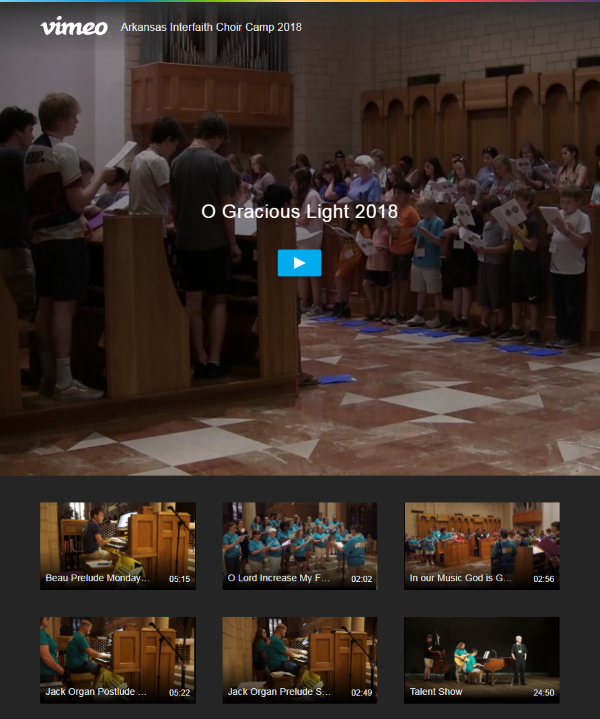 vimeo Arkansas Interfaith Choir Camp 2018
O Gracious Light 2018
Beau Prelude Monday... 05:15
O Lord Increase My F... 02:02
In our Music God is G... 02:56
Jack Organ Postlude ... 05:22
Jack Organ Prelude S... 02:49
Talent Show 24:50